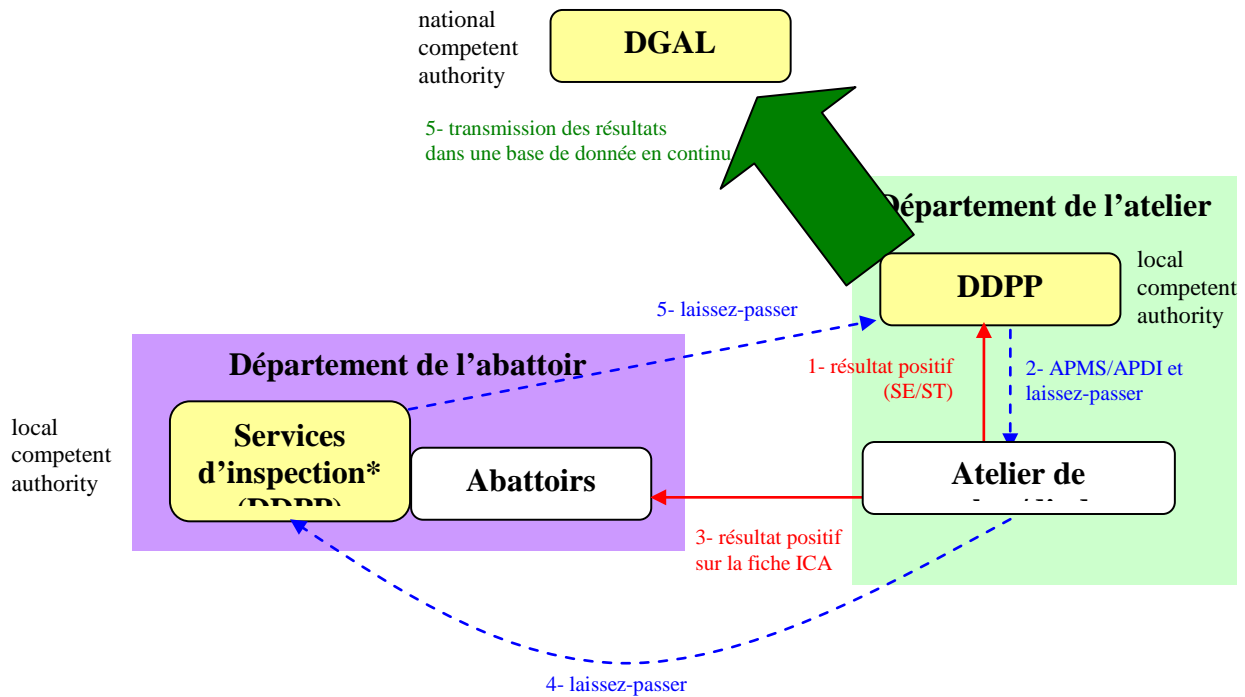 national
competent
authority
DGAL
5- transmission des résultats
dans une base de donnée en continu
Département de l’atelier
DDPP
local
competent
authority
5- laissez-passer
Département de l’abattoir
1- résultat positif
(SE/ST)
2- APMS/APDI et
laissez-passer
local
competent
authority
Services
d’inspection*
(DDPP)
Abattoirs
Atelier de
3- résultat positif
sur la fiche ICA
4- laissez-passer